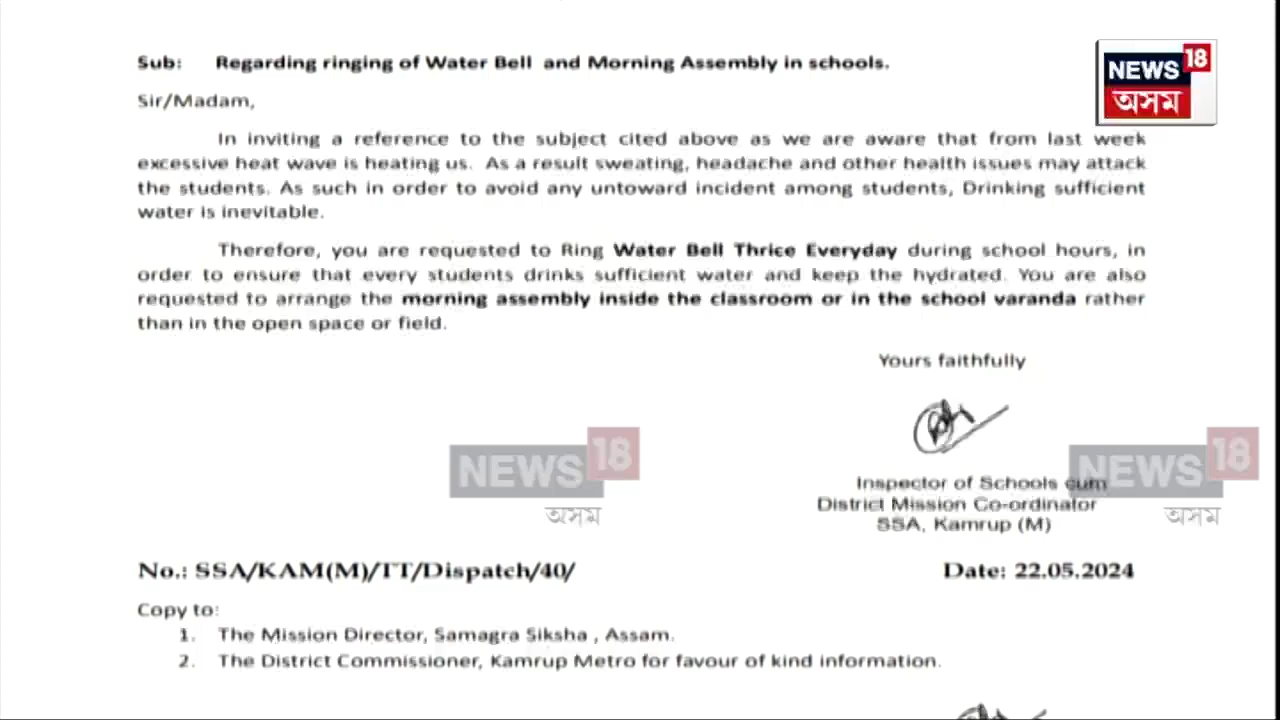 Sub: Regarding ringing of Water Bell and Morning Assembly in schools.
NEWS 18
অসম
Sir/Madam,
In inviting a reference to the subject cited above as we are aware that from last week
excessive heat wave is heating us. As a result sweating, headache and other health issues may attack
the students. As such in order to avoid any untoward incident among students, Drinking sufficient
water is inevitable.
Therefore, you are requested to Ring Water Bell Thrice Everyday during school hours, in
order to ensure that every students drinks sufficient water and keep the hydrated. You are also
requested to arrange the morning assembly inside the classroom or in the school varanda rather
than in the open space or field.
Yours faithfully
NEWS 18
অসম
NEWS 18
অসম
Inspector of Schools cum
District Mission Co-ordinator
SSA, Kamrup (M)
No.: SSA/KAM(M)/TT/Dispatch/40/ Date: 22.05.2024
Copy to:
1. The Mission Director, Samagra Siksha , Assam.
2. The District Commissioner, Kamrup Metro for favour of kind information.